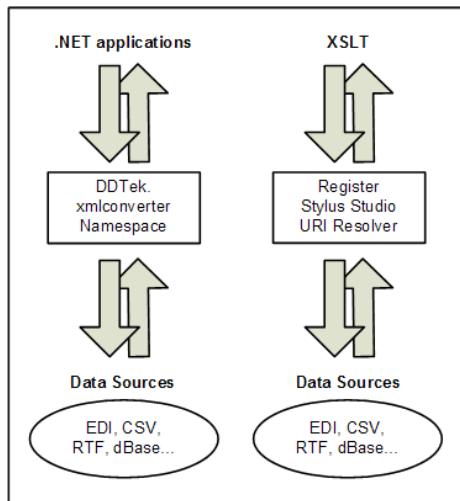 .NET applications
DDTek.
xmlconverter
Namespace
Data Sources
EDI, CSV,
RTF, dBase...
XSLT
Register
Stylus Studio
URI Resolver
Data Sources
EDI, CSV,
RTF, dBase...